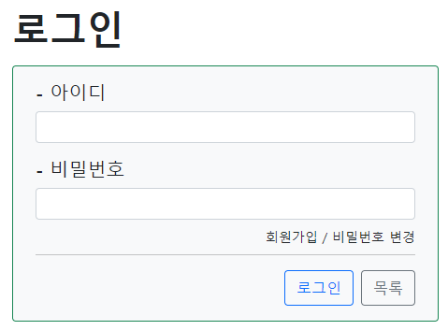 로그인
- 아이디
- 비밀번호
회원가입 / 비밀번호 변경
로그인 목록